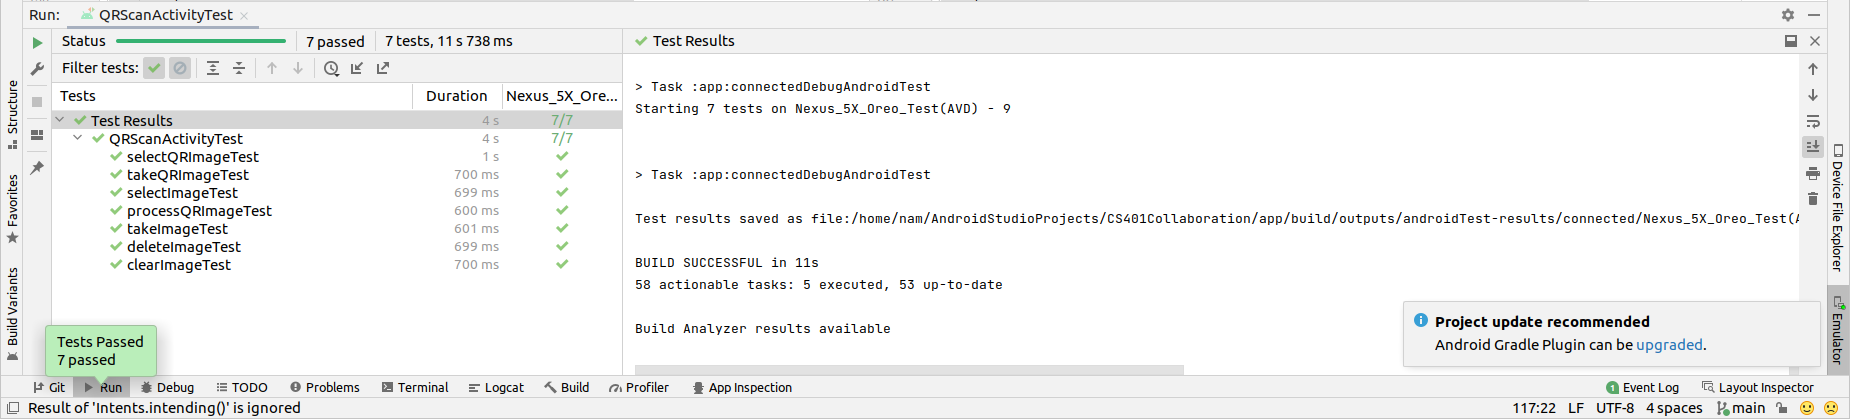 Run: QRScanActivityTest
Status 7 passed 7 tests, 11 s 738 ms
Filter tests:
Tests Duration Nexus_5X_Ore...
Test Results 4 s 7/7
QRScanActivityTest 4 s 7/7
selectQRImageTest 1 s
takeQRImageTest 700 ms
selectImageTest 699 ms
processQRImageTest 600 ms
takeImageTest 601 ms
deleteImageTest 699 ms
clearImageTest 700 ms
Test Results
> Task :app:connectedDebugAndroidTest
Starting 7 tests on Nexus_5X_Oreo_Test(AVD) - 9
> Task :app:connectedDebugAndroidTest
Test results saved as file:/home/nam/AndroidStudioProjects/CS401Collaboration/app/build/outputs/androidTest-results/connected/Nexus_5X_Oreo_Test(A
BUILD SUCCESSFUL in 11s
58 actionable tasks: 5 executed, 53 up-to-date
Build Analyzer results available
Project update recommended
Android Gradle Plugin can be upgraded.
Tests Passed
7 passed
Structure
Favorites
Build Variants
Device File Explorer
Emulator
Git Run Debug TODO Problems Terminal Logcat Build Profiler App Inspection 1 Event Log Layout Inspector
Result of 'Intents.intending()' is ignored 117:22 LF UTF-8 4 spaces main